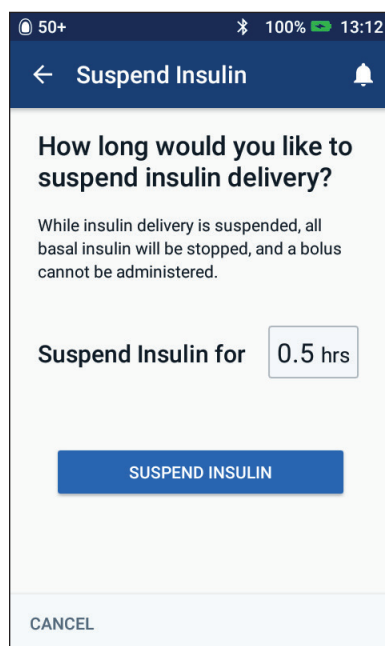 50+ 100% 13:12
Suspend Insulin
How long would you like to
suspend insulin delivery?
While insulin delivery is suspended, all
basal insulin will be stopped, and a bolus
cannot be administered.
Suspend Insulin for 0.5 hrs
SUSPEND INSULIN
CANCEL